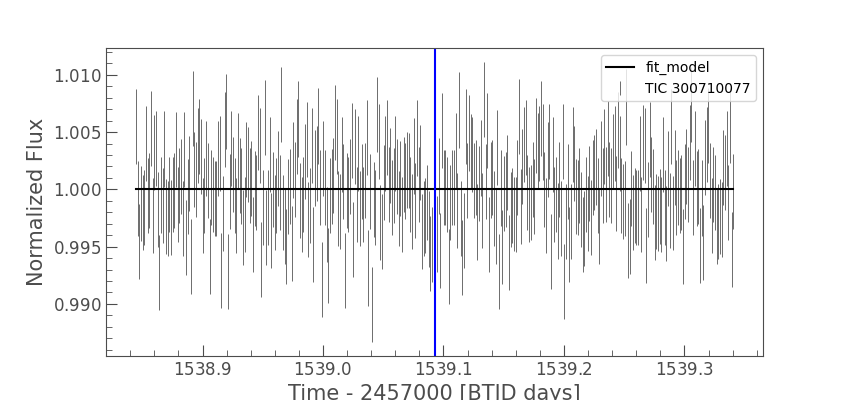 fit_model
TIC 300710077
1.010
1.005
1.000
0.995
0.990
Normalized Flux
1538.9
1539.0
1539.1
1539.2
1539.3
Time - 2457000 [BTJD days]